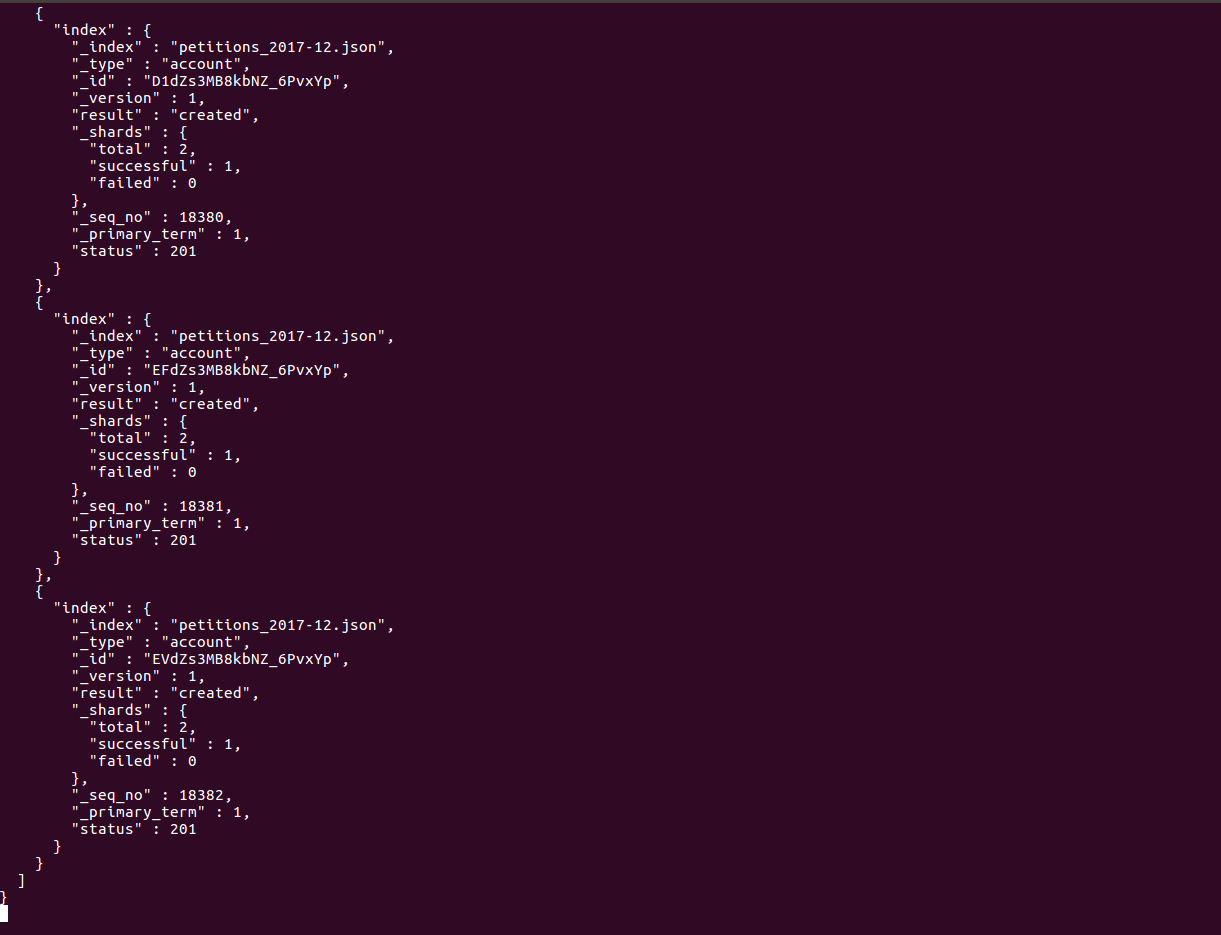 {
      "index" : {
        "_index" : "petitions_2017-12.json",
        "_type" : "account",
        "_id" : "D1dZs3MB8kbNZ_6PvxYp",
        "_version" : 1,
        "result" : "created",
        "_shards" : {
          "total" : 2,
          "successful" : 1,
          "failed" : 0
        },
        "_seq_no" : 18380,
        "_primary_term" : 1,
        "status" : 201
      }
    },
    {
      "index" : {
        "_index" : "petitions_2017-12.json",
        "_type" : "account",
        "_id" : "EFdZs3MB8kbNZ_6PvxYp",
        "_version" : 1,
        "result" : "created",
        "_shards" : {
          "total" : 2,
          "successful" : 1,
          "failed" : 0
        },
        "_seq_no" : 18381,
        "_primary_term" : 1,
        "status" : 201
      }
    },
    {
      "index" : {
        "_index" : "petitions_2017-12.json",
        "_type" : "account",
        "_id" : "EVdZs3MB8kbNZ_6PvxYp",
        "_version" : 1,
        "result" : "created",
        "_shards" : {
          "total" : 2,
          "successful" : 1,
          "failed" : 0
        },
        "_seq_no" : 18382,
        "_primary_term" : 1,
        "status" : 201
      }
    }
  ]
}